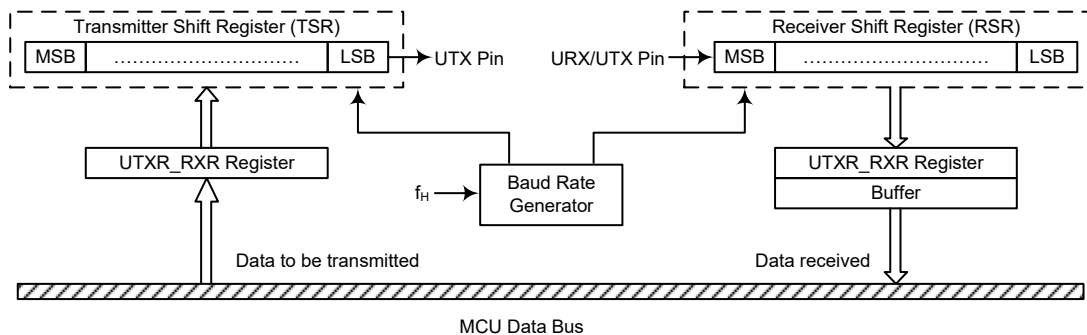 Transmitter Shift Register (TSR)
MSB ………………………… LSB
UTX Pin
URX/UTX Pin
Receiver Shift Register (RSR)
MSB ………………………… LSB
UTXR_RXR Register
fH
Baud Rate
Generator
UTXR_RXR Register
Buffer
Data to be transmitted
Data received
MCU Data Bus